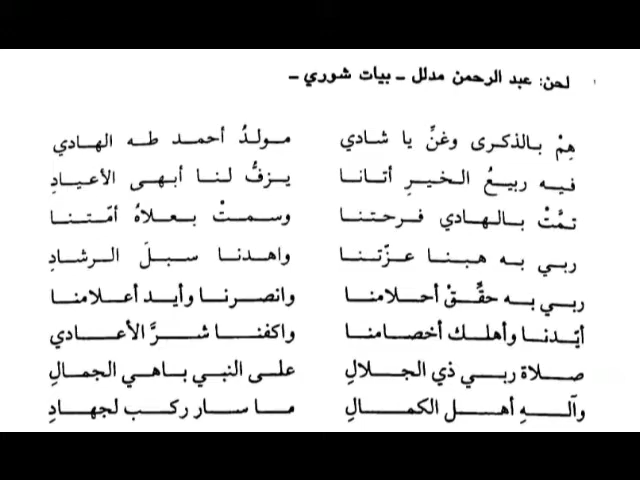 لحن: عبد الرحمن مدلل ــ بيات شوري ــ
هِمْ بالذكرى وغنِّ يا شادي مولدُ أحمد طه الهادي
فيه ربيعُ الخيرِ أتانا يزفُّ لنا أبهى الأعيادِ
تمَّتْ بالهادي فرحتنا وسمتْ بعلاهُ أمّتنا
ربي به هبنا عزّتنا واهدنا سبلَ الرشادِ
ربي به حقِّقْ أحلامنا وانصرنا وأيد أعلامنا
أيّدنا وأهلك أخصامنا واكفنا شرَّ الأعادي
صلاة ربي ذي الجلالِ على النبي باهي الجمالِ
وآلهِ أهل الكمالِ ما سار ركب لجهادِ